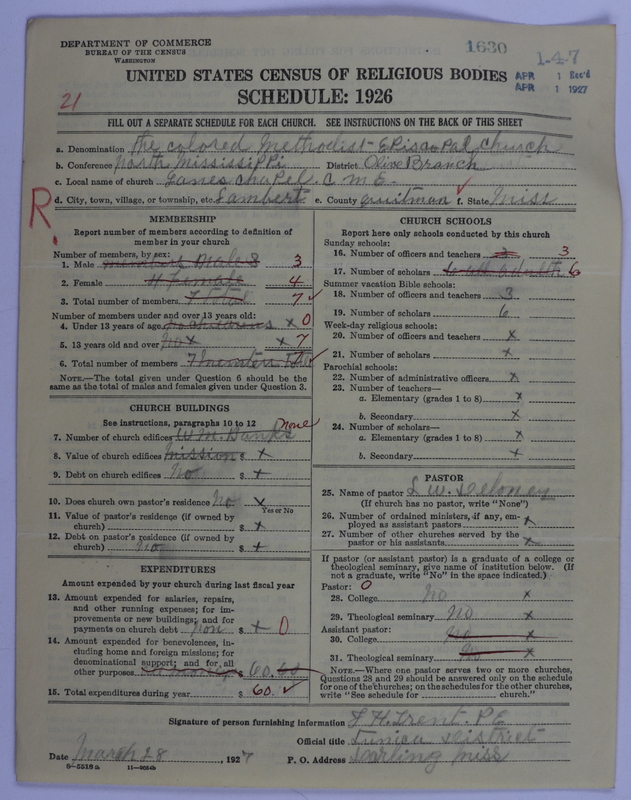 DEPARTMENT OF COMMERCE
BUREAU OF THE CENSUS
WASHINGTON
1630
1-4-7
UNITED STATES CENSUS OF RELIGIOUS BODIES
APR 1 Rec'd
APR 1 1927
21
SCHEDULE: 1926
FILL OUT A SEPARATE SCHEDULE FOR EACH CHURCH. SEE INSTRUCTIONS ON THE BACK OF THIS SHEET
a. Denomination The colored Methodist-Episcopal Church
b. Conference North Mississippi District Olive Branch
c. Local name of church Janes chapel. C M E.
R.
d. City, town, village, or township, etc. Lambert e. County quitman f. State Miss
MEMBERSHIP
Report number of members according to definition of
member in your church
Number of members, by sex:
1. Male members Males 3
2. Female 4 Female 4
3. Total number of members. 7 total 7
Number of members under and over 13 years old:
4. Under 13 years of age no childrens x 0
5. 13 years old and over x 7
6. Total number of members 7 members Total
NOTE.—The total given under Question 6 should be the
same as the total of males and females given under Question 3.
CHURCH BUILDINGS
See instructions, paragraphs 10 to 12 none
7. Number of church edifices W.M. Banks
8. Value of church edifices mission $ x
9. Debt on church edifices No $ x
10. Does church own pastor's residence No x
Yes or No
11. Value of pastor's residence (if owned by
church) $ x
12. Debt on pastor's residence (if owned by
church) No $ x
EXPENDITURES
Amount expended by your church during last fiscal year
13. Amount expended for salaries, repairs,
and other running expenses; for im-
provements or new buildings; and for
payments on church debt Non $ x 0
14. Amount expended for benevolences, in-
cluding home and foreign missions; for
denominational support; and for all
other purposes 60.
15. Total expenditures during year $ 60.
CHURCH SCHOOLS
Report here only schools conducted by this church
Sunday schools:
16. Number of officers and teachers 3 3
17. Number of scholars 6
Summer vacation Bible schools:
18. Number of officers and teachers 3
19. Number of scholars 6
Week-day religious schools:
20. Number of officers and teachers x
21. Number of scholars x
Parochial schools:
22. Number of administrative officers x
23. Number of teachers—
a. Elementary (grades 1 to 8) x
b. Secondary x
24. Number of scholars—
a. Elementary (grades 1 to 8) x
b. Secondary x
PASTOR
25. Name of pastor L W. Deloney
(If church has no pastor, write "None")
26. Number of ordained ministers, if any, em-
ployed as assistant pastors x
27. Number of other churches served by the
pastor or his assistants x
If pastor (or assistant pastor) is a graduate of a college or
theological seminary, give name of institution below. (If
not a graduate, write "No" in the space indicated.)
Pastor: 0
28. College No x
29. Theological seminary No x
Assistant pastor:
30. College No x
31. Theological seminary No x
NOTE.—Where one pastor serves two or more churches,
Questions 28 and 29 should be answered only on the schedule
for one of the churches; on the schedules for the other churches,
write "See schedule for church."
Signature of person furnishing information J. H. Trent. P E
Official title Tunica District
Date March 28, 1927 P. O. Address Darling miss
8—5518 a